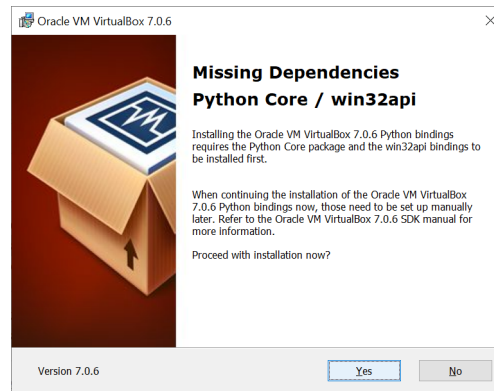 Oracle VM VirtualBox 7.0.6
Missing Dependencies
Python Core / win32api
Installing the Oracle VM VirtualBox 7.0.6 Python bindings
requires the Python Core package and the win32api bindings to
be installed first.
When continuing the installation of the Oracle VM VirtualBox
7.0.6 Python bindings now, those need to be set up manually
later. Refer to the Oracle VM VirtualBox 7.0.6 SDK manual for
more information.
Proceed with installation now?
Version 7.0.6
Yes
No